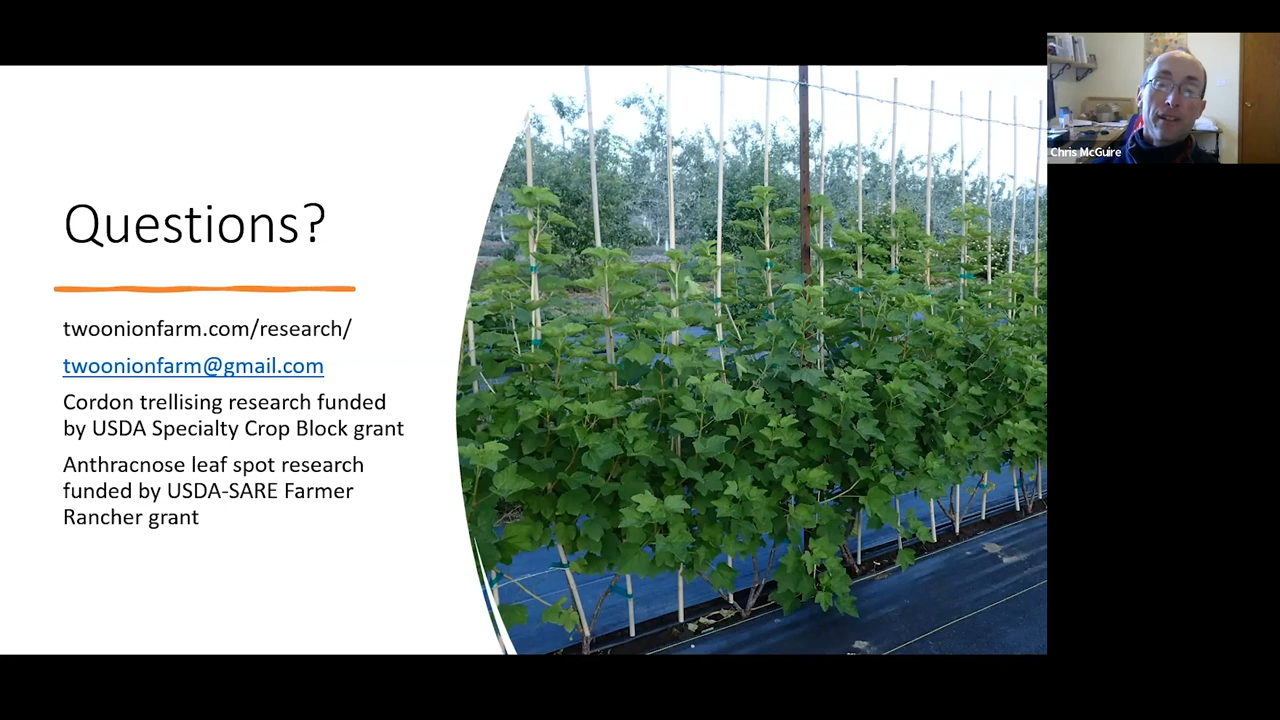 Questions?
twoonionfarm.com/research/
twoonionfarm@gmail.com
Cordon trellising research funded
by USDA Specialty Crop Block grant
Anthracnose leaf spot research
funded by USDA-SARE Farmer
Rancher grant
Chris McGuire